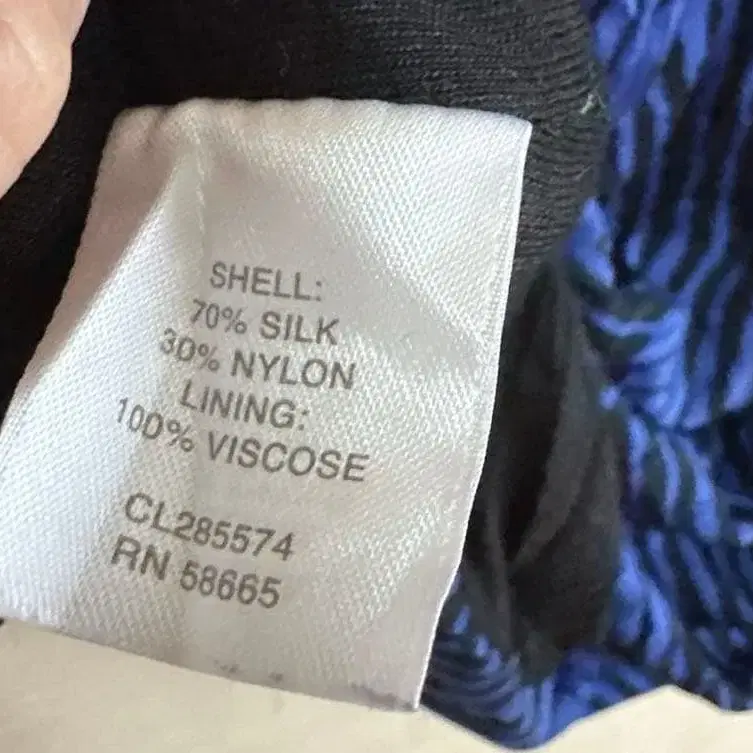 SHELL:
70% SILK
30% NYLON
LINING:
100% VISCOSE
CL285574
RN 58665